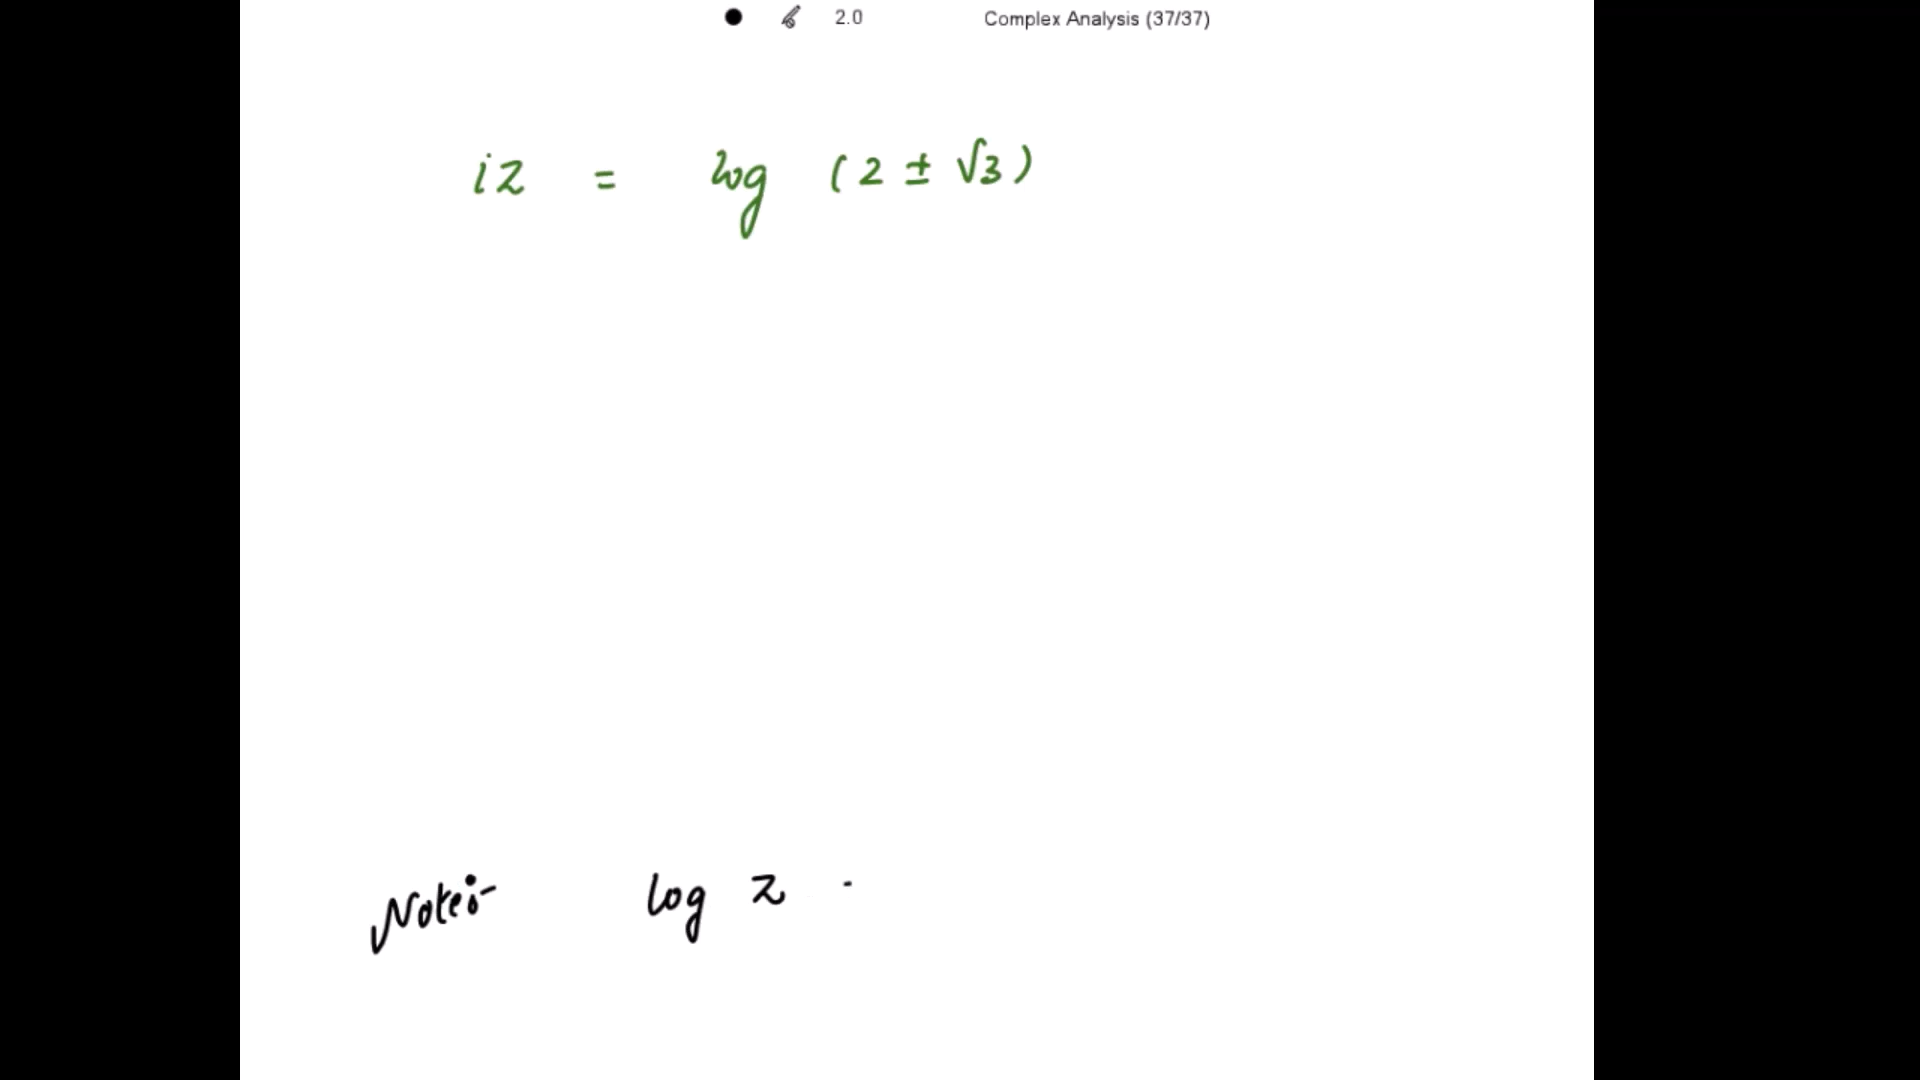 2.0 Complex Analysis (37/37)
iz = log (2 ± √3)
Note:- log z -